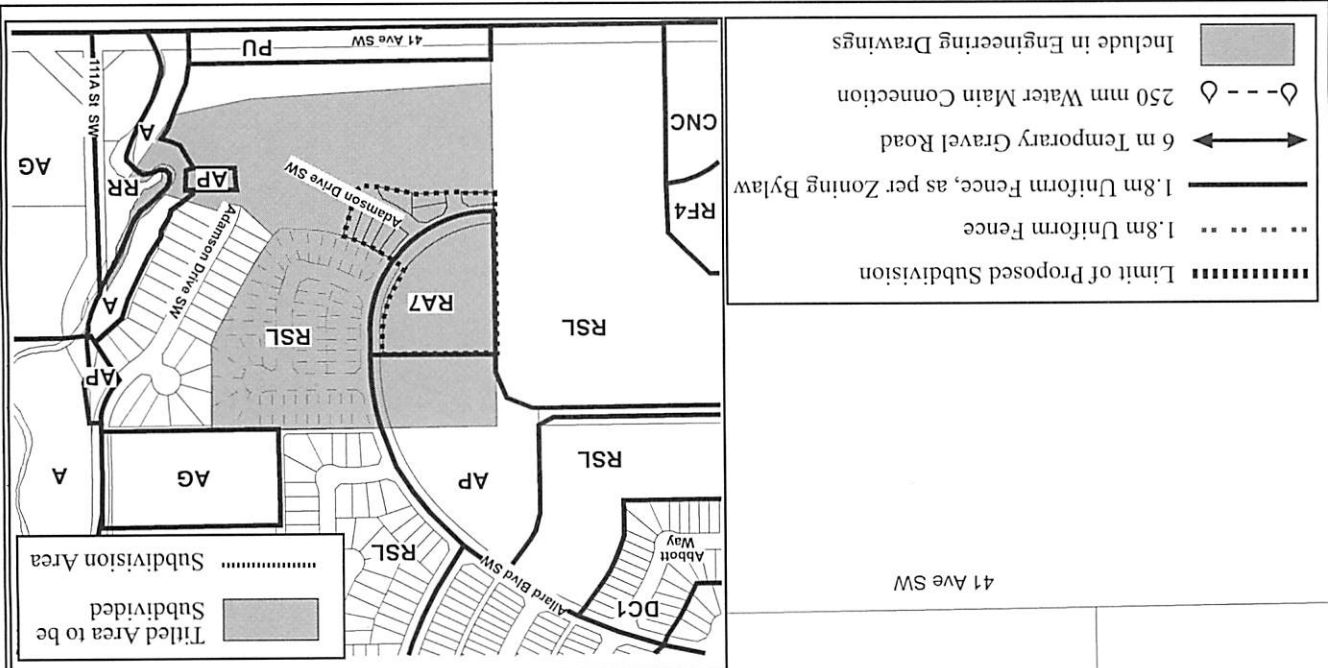 41 Ave SW
Limit of Proposed Subdivision
1.8m Uniform Fence
1.8m Uniform Fence, as per Zoning Bylaw
6 m Temporary Gravel Road
250 mm Water Main Connection
Include in Engineering Drawings
Titled Area to be
Subdivided
Subdivision Area
DC1
Abbott
Way
Allard Blvd SW
RSL
RSL
AP
AG
A
AP
RSL
RSL
RA7
A
Adamson Drive SW
RF4
CNC
Adamson Drive SW
AP
RR
AG
A
41 Ave SW
PU
111A St SW